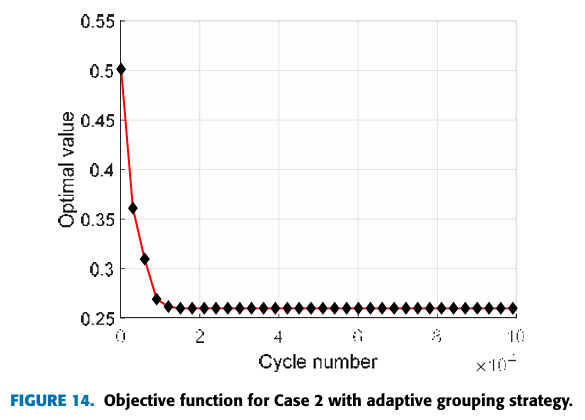 0.55
0.5
0.45
0.4
0.35
0.3
0.25
Optimal value
0 2 4 6 8 10
Cycle number
FIGURE 14. Objective function for Case 2 with adaptive grouping strategy.